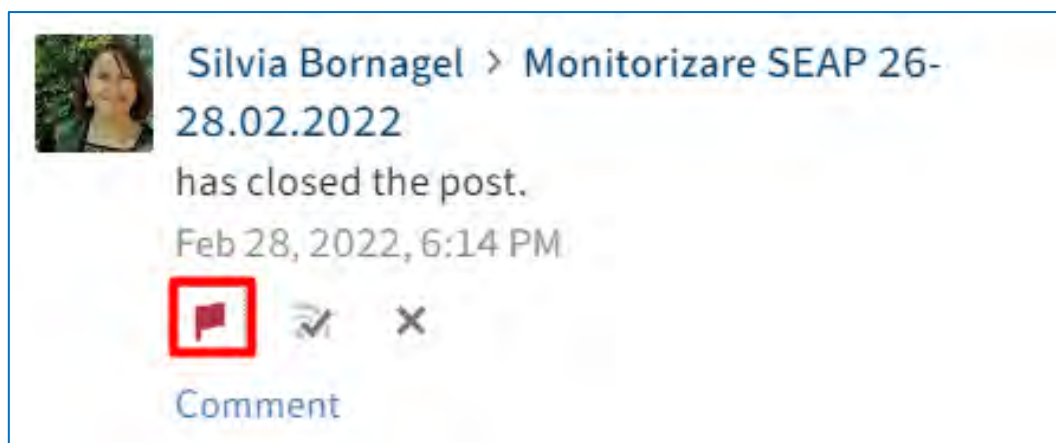 Silvia Bornagel > Monitorizare SEAP 26-
28.02.2022
has closed the post.
Feb 28, 2022, 6:14 PM
Comment